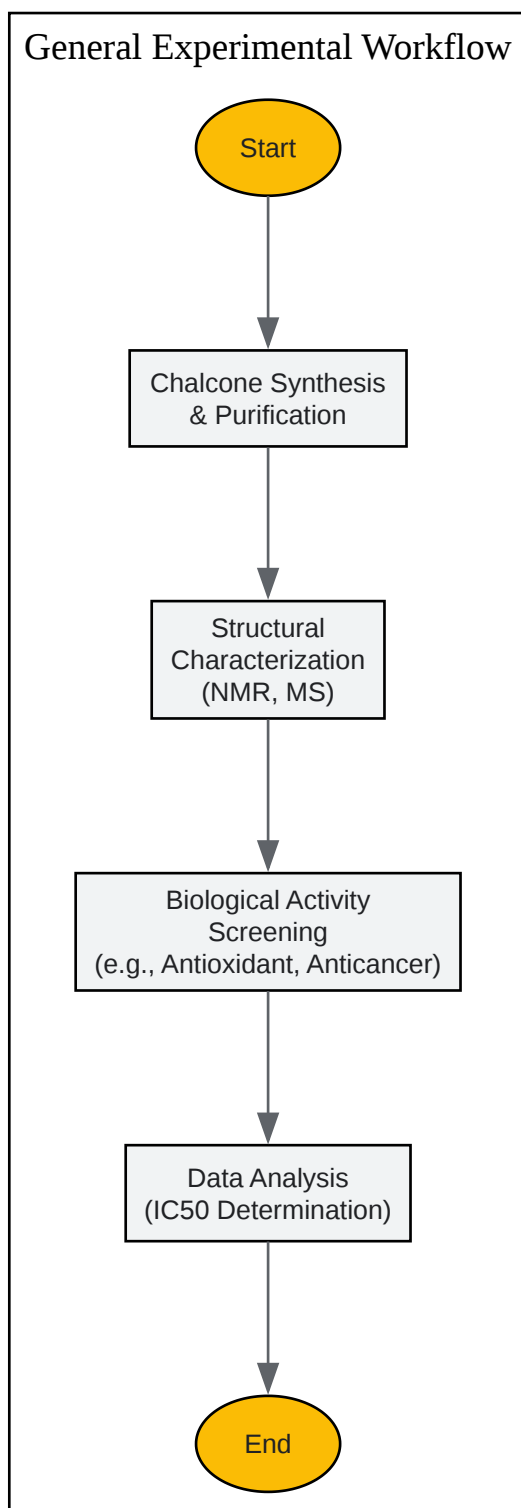 General Experimental Workflow
Start
Chalcone Synthesis
& Purification
Structural
Characterization
(NMR, MS)
Biological Activity
Screening
(e.g., Antioxidant, Anticancer)
Data Analysis
(IC50 Determination)
End